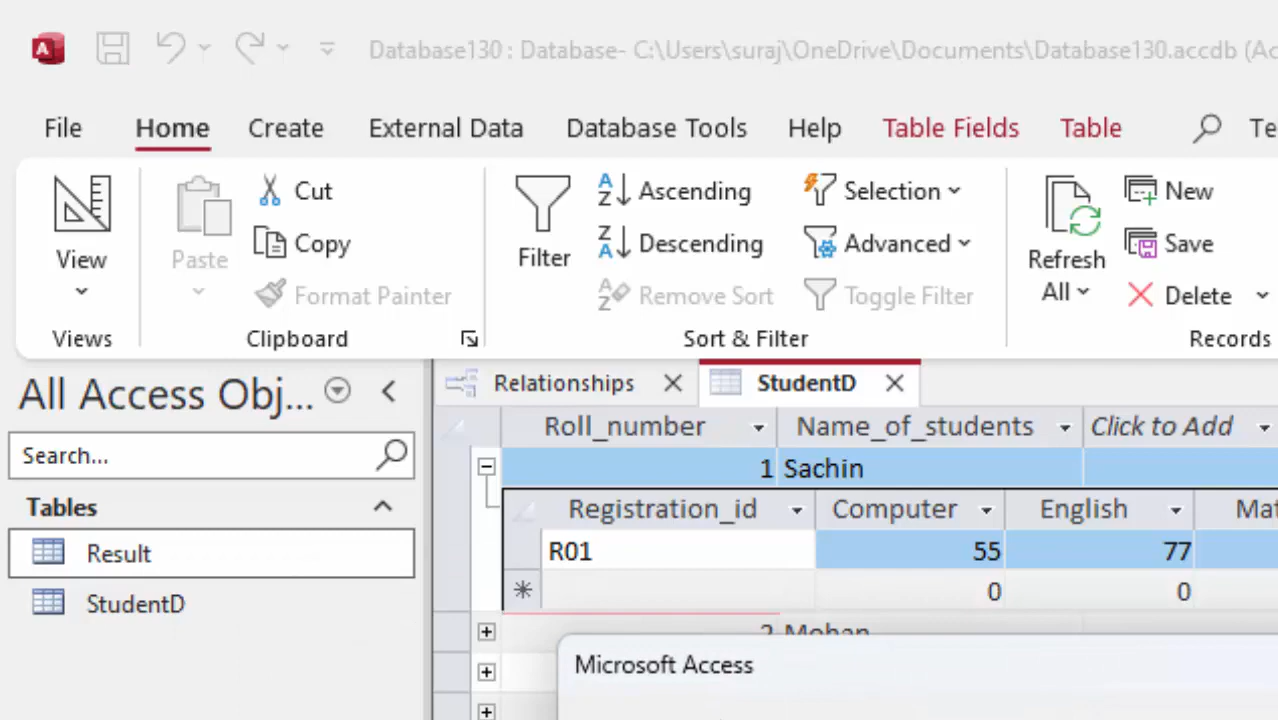 Database130 : Database- C:\Users\suraj\OneDrive\Documents\Database130.accdb (Ac
File Home Create External Data Database Tools Help Table Fields Table Te
View
Views
Paste
Cut
Copy
Format Painter
Clipboard
Filter
Ascending
Descending
Remove Sort
Selection
Advanced
Toggle Filter
Sort & Filter
Refresh
All
New
Save
Delete
Records
All Access Obj...
Search...
Tables
Result
StudentD
Relationships StudentD
Roll_number Name_of_students Click to Add
1 Sachin
Registration_id Computer English Mat
R01 55 77
0 0
2 Mohan
Microsoft Access